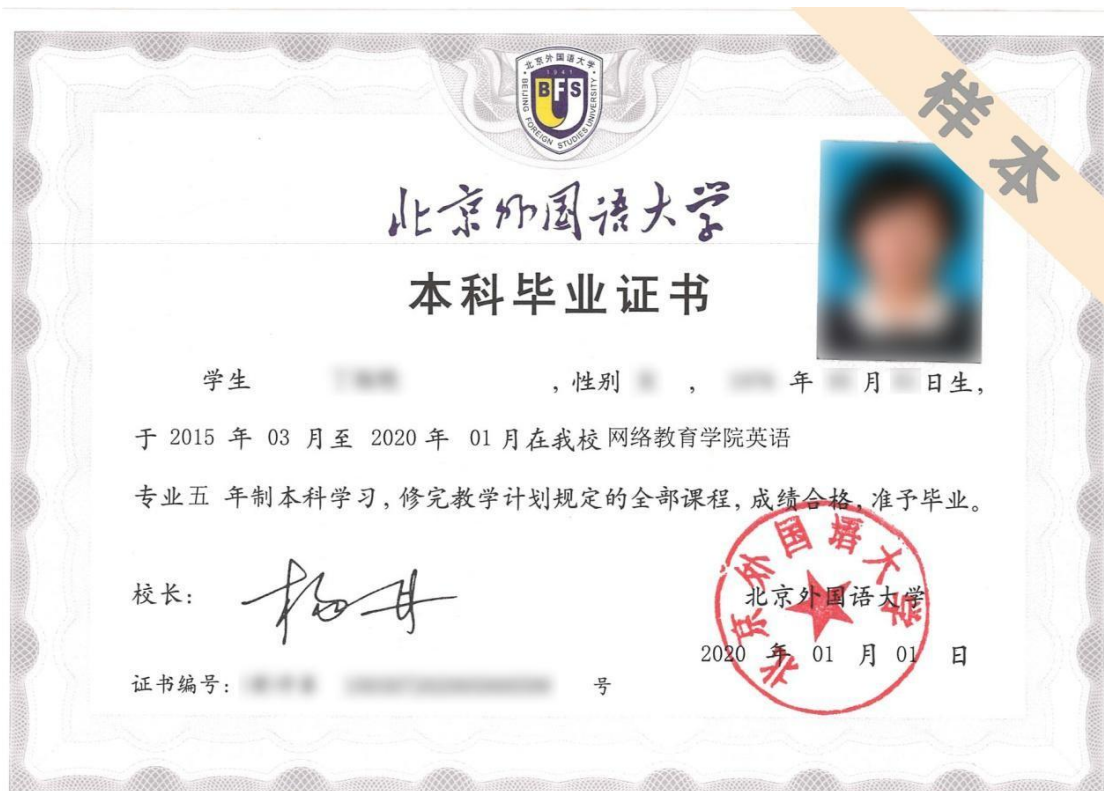 样本
·北京外国语大学·
1941
BFSU
BEIJING FOREIGN STUDIES UNIVERSITY
北京外国语大学
本科毕业证书
学生 ，性别 ， 年 月 日生，
于 2015 年 03 月至 2020 年 01 月在我校 网络教育学院英语
专业五 年制本科学习，修完教学计划规定的全部课程，成绩合格，准予毕业。
校长： 杨丹
北京外国语大学
北京外国语大学
2020 年 01 月 01 日
证书编号： 号